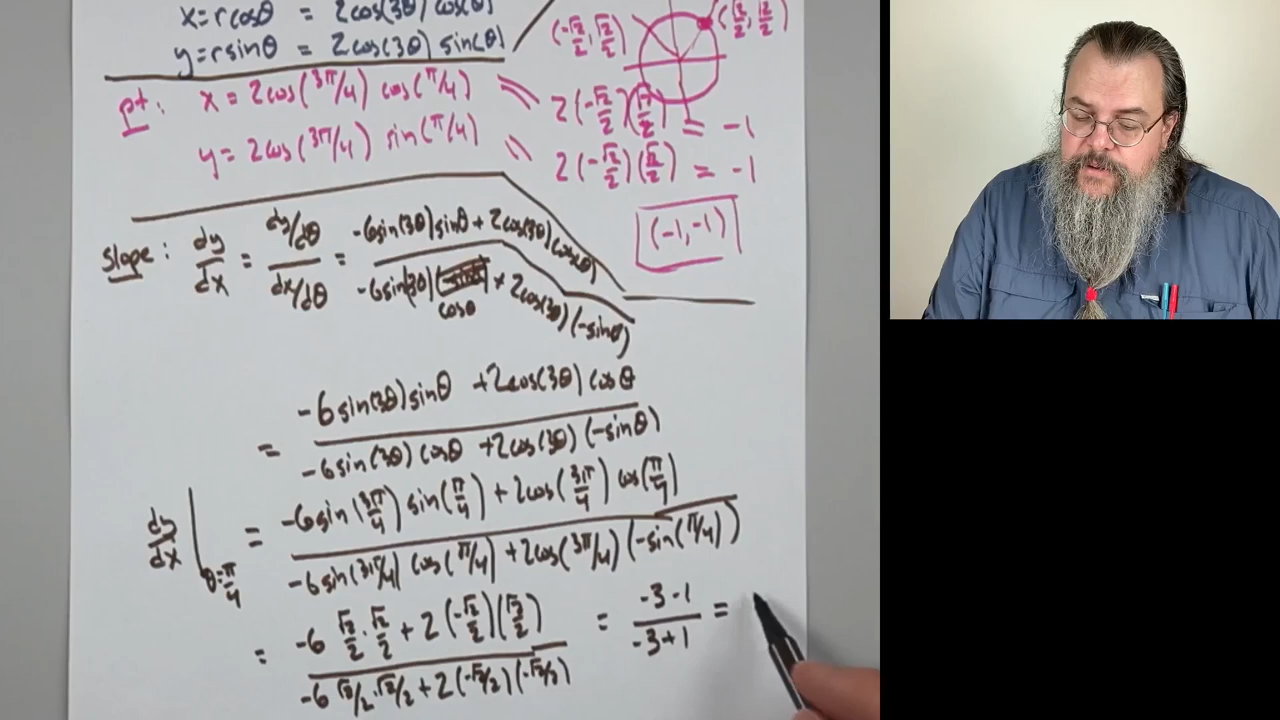 x=rcosθ = 2cos(3θ)cos(θ)
y=rsinθ = 2cos(3θ) sin(θ)
(-√2/2, √2/2) (√2/2, √2/2)
pt: x = 2cos(3π/4) cos(π/4) = 2(-√2/2)(√2/2) = -1
y = 2cos(3π/4) sin(π/4) = 2(-√2/2)(√2/2) = -1
(-1,-1)
slope: dy/dx = dy/dθ / dx/dθ = -6sin(3θ)sinθ + 2cos(3θ)cos(θ) / -6sin(3θ) cosθ + 2cos(3θ)(-sinθ)
= -6sin(3θ)sinθ +2cos(3θ) cosθ / -6sin(3θ) cosθ +2cos(3θ)(-sinθ)
dy/dx | θ=π/4 = -6sin(3π/4) sin(π/4) + 2cos(3π/4) cos(π/4) / -6sin(3π/4) cos(π/4) +2cos(3π/4)(-sin(π/4))
= -6 √2/2·√2/2 + 2(-√2/2)(√2/2) / -6 √2/2·√2/2 + 2(-√2/2)(-√2/2) = -3-1 / -3+1 =